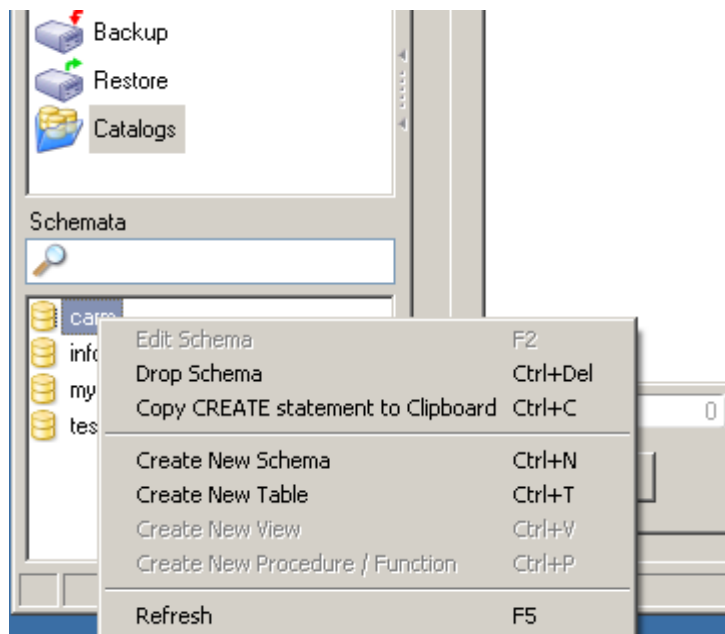 Backup
Restore
Catalogs
Schemata
Edit Schema F2
Drop Schema Ctrl+Del
Copy CREATE statement to Clipboard Ctrl+C
Create New Schema Ctrl+N
Create New Table Ctrl+T
Create New View Ctrl+V
Create New Procedure / Function Ctrl+P
Refresh F5
my
0